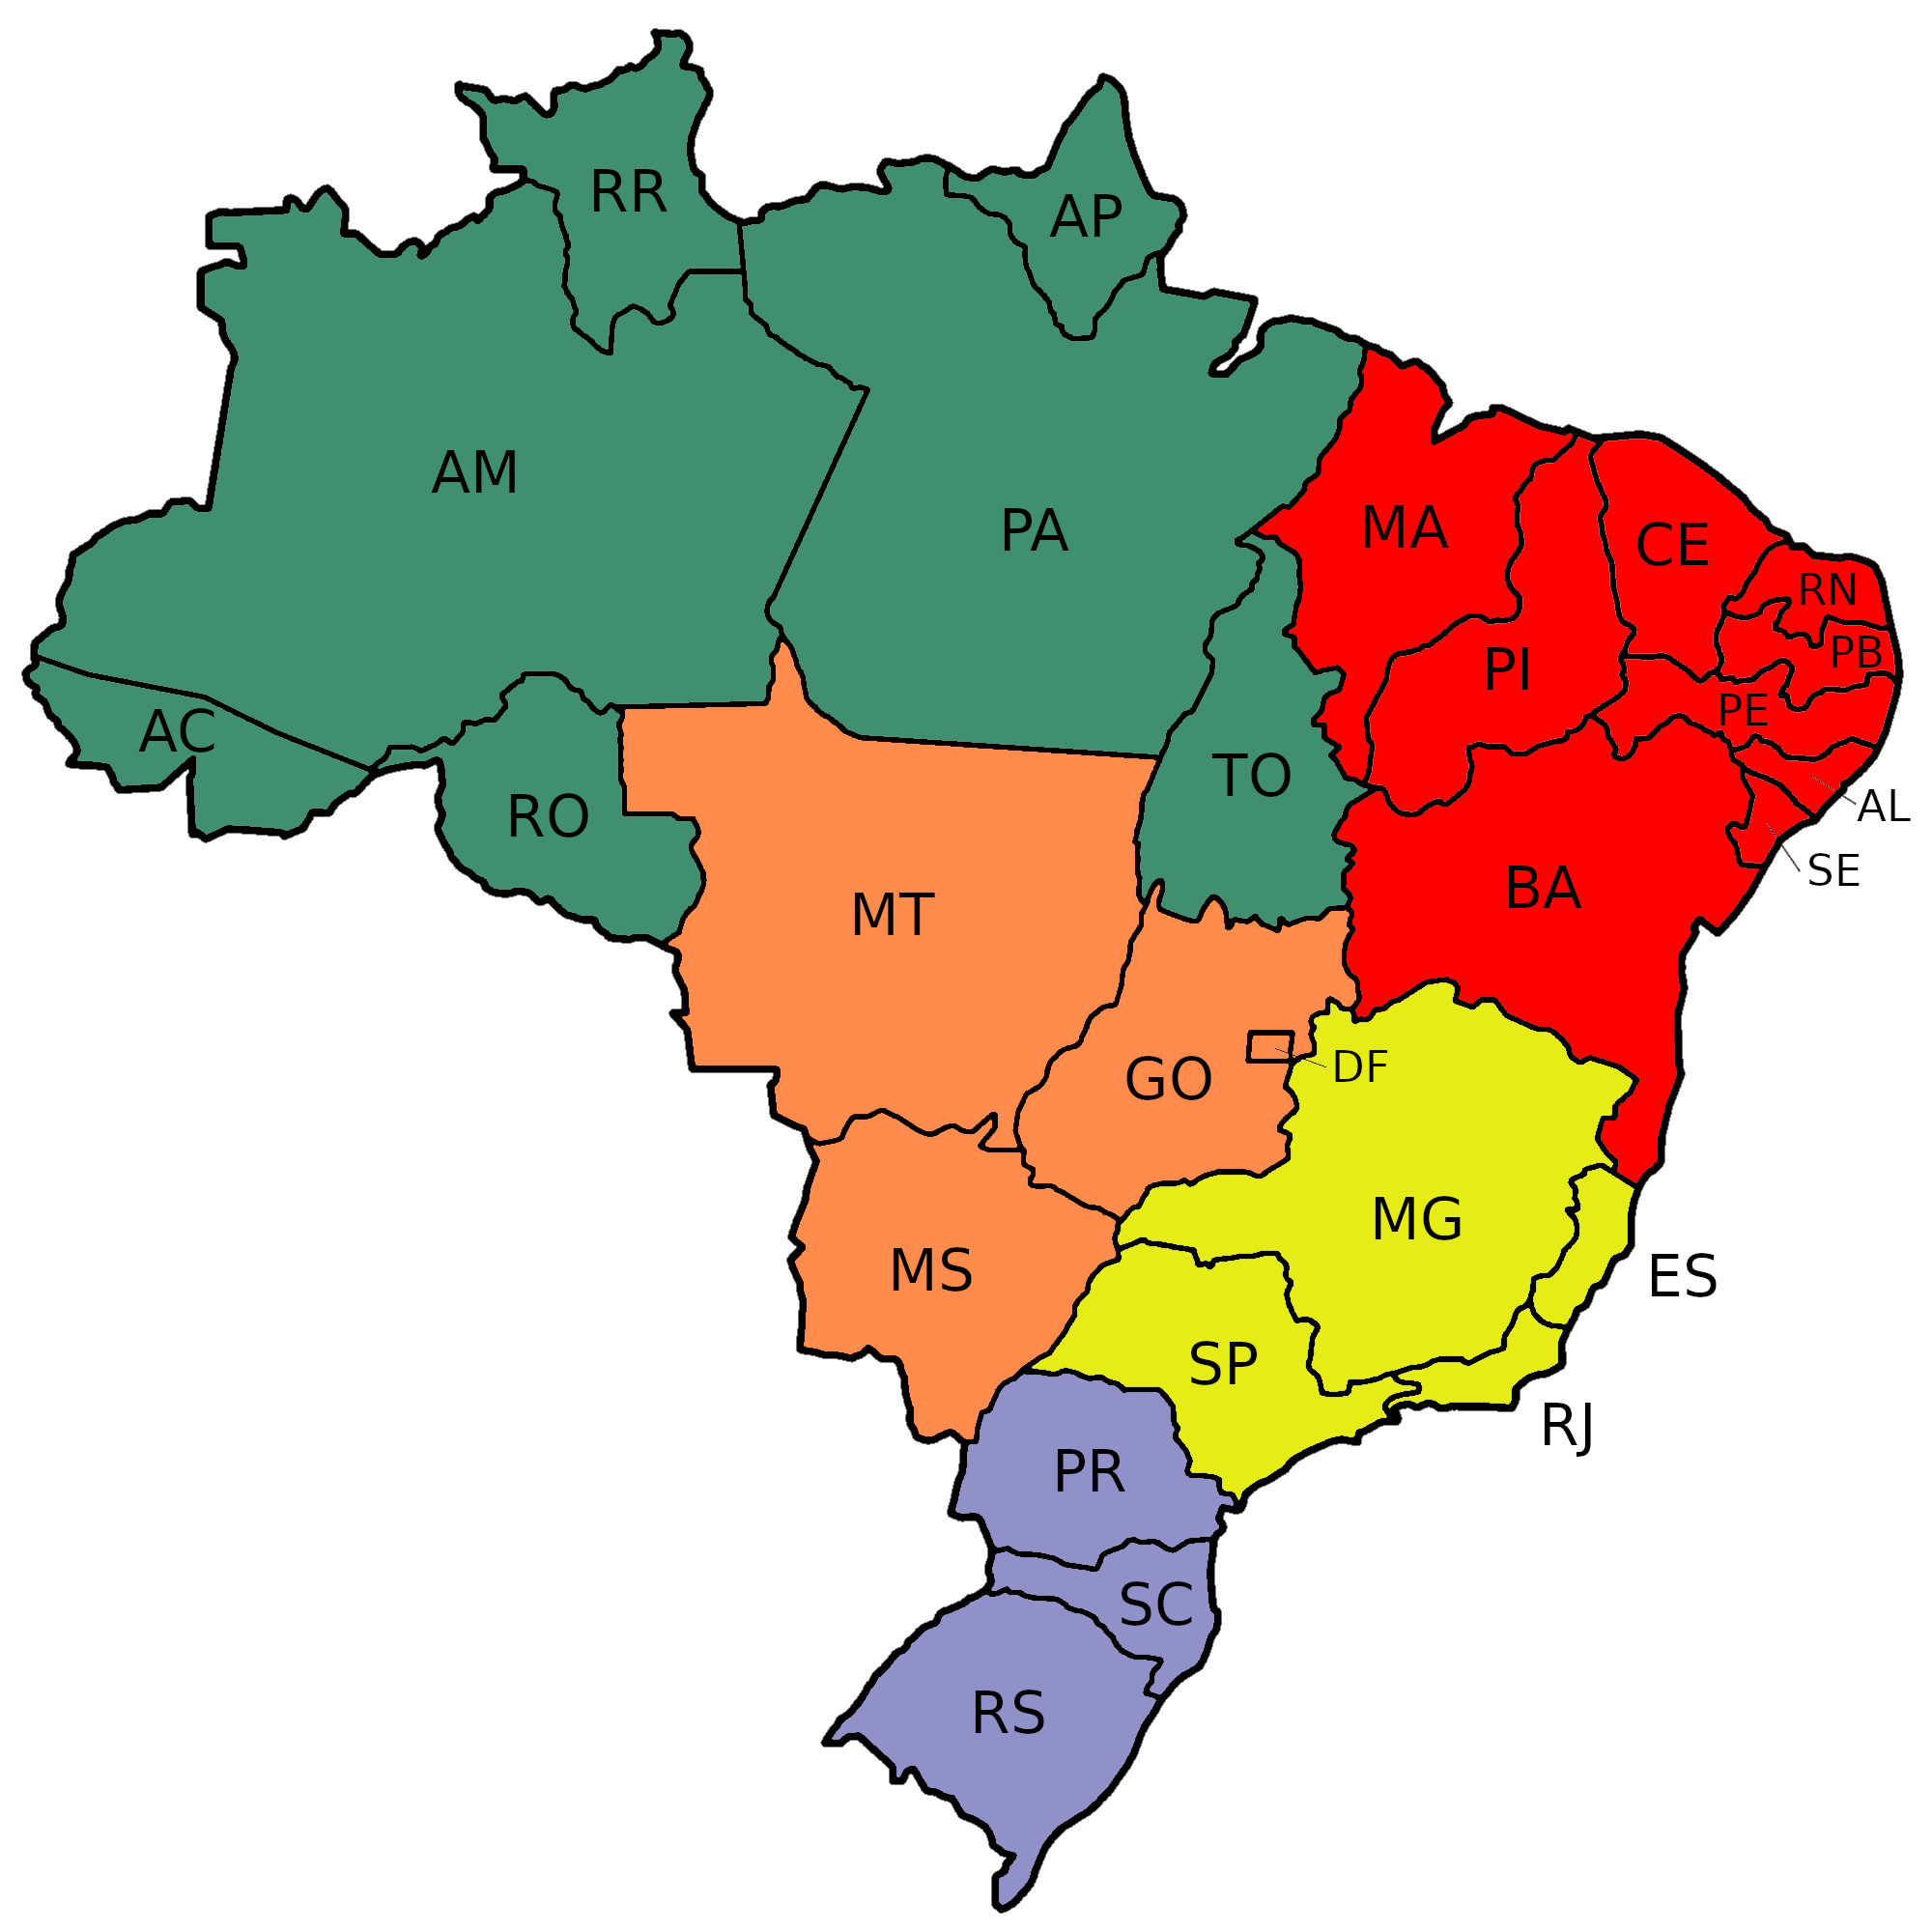 RR
AP
AM
PA
MA
CE
RN
PB
PI
PE
AC
TO
AL
RO
SE
BA
MT
DF
GO
MG
MS
ES
SP
RJ
PR
SC
RS